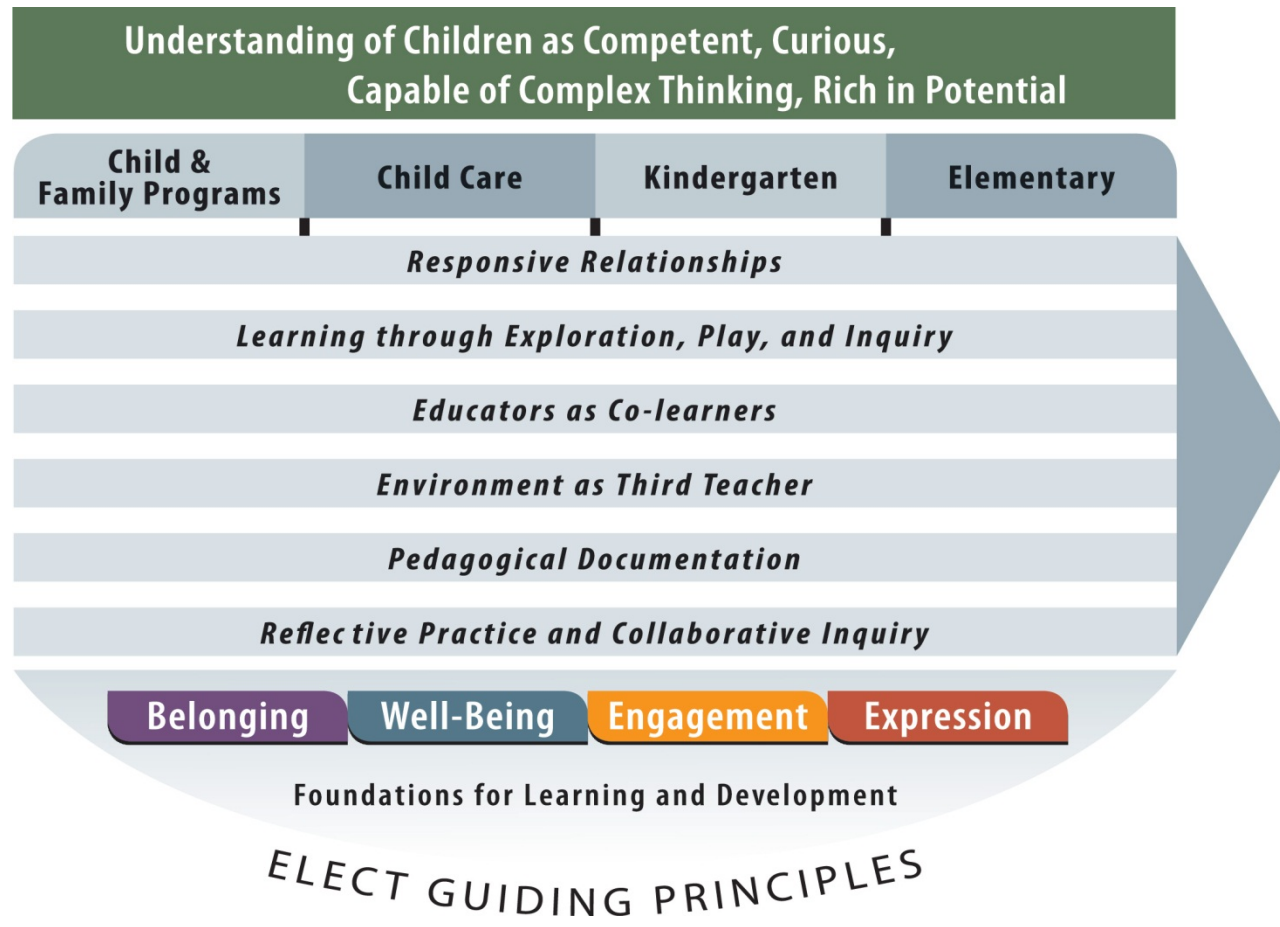 Understanding of Children as Competent, Curious,
Capable of Complex Thinking, Rich in Potential
Child &
Family Programs
Child Care
Kindergarten
Elementary
Responsive Relationships
Learning through Exploration, Play, and Inquiry
Educators as Co-learners
Environment as Third Teacher
Pedagogical Documentation
Reflective Practice and Collaborative Inquiry
Belonging
Well-Being
Engagement
Expression
Foundations for Learning and Development
ELECT GUIDING PRINCIPLES